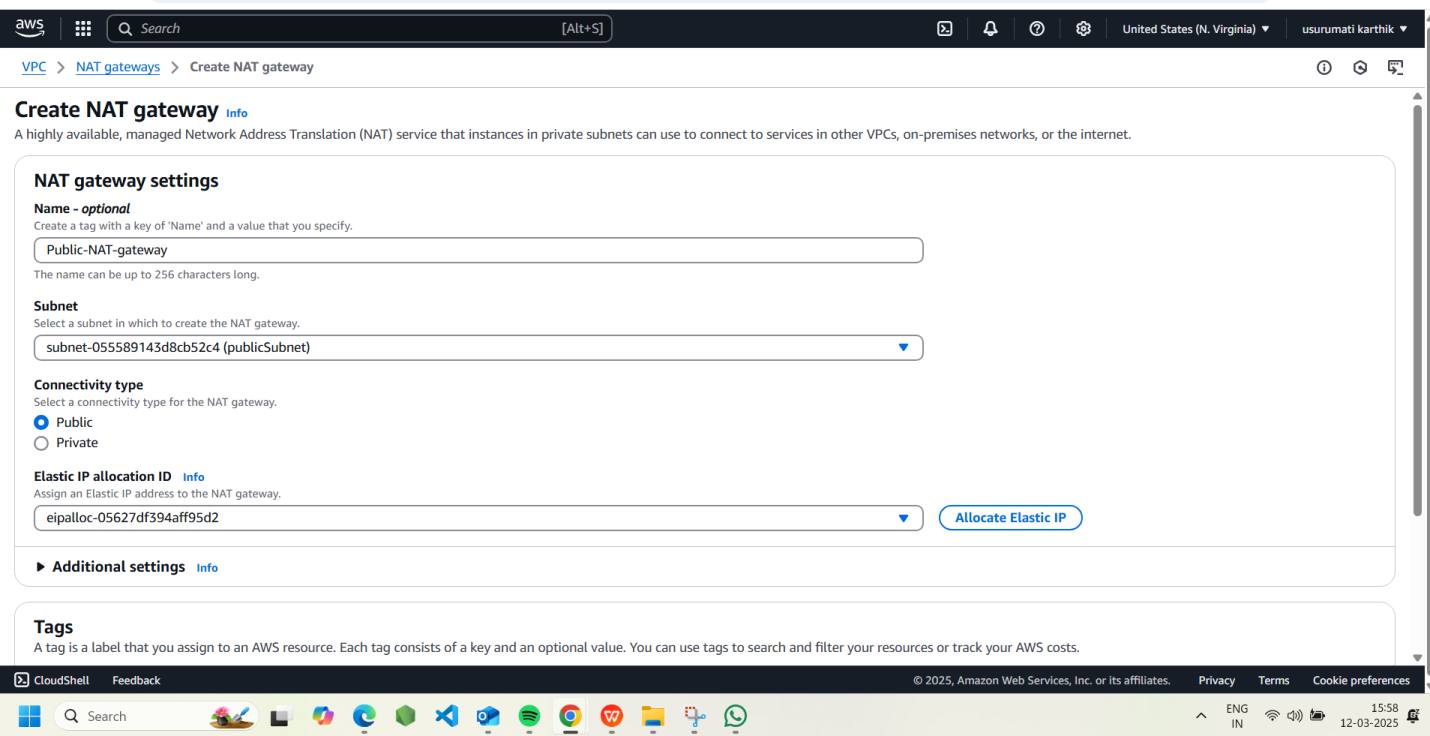 aws
Search [Alt+S]
United States (N. Virginia) ▼
usurumati karthik ▼
VPC > NAT gateways > Create NAT gateway
Create NAT gateway Info
A highly available, managed Network Address Translation (NAT) service that instances in private subnets can use to connect to services in other VPCs, on-premises networks, or the internet.
NAT gateway settings
Name - optional
Create a tag with a key of 'Name' and a value that you specify.
Public-NAT-gateway
The name can be up to 256 characters long.
Subnet
Select a subnet in which to create the NAT gateway.
subnet-055589143d8cb52c4 (publicSubnet)
Connectivity type
Select a connectivity type for the NAT gateway.
Public
Private
Elastic IP allocation ID Info
Assign an Elastic IP address to the NAT gateway.
eipalloc-05627df394aff95d2
Allocate Elastic IP
Additional settings Info
Tags
A tag is a label that you assign to an AWS resource. Each tag consists of a key and an optional value. You can use tags to search and filter your resources or track your AWS costs.
CloudShell Feedback © 2025, Amazon Web Services, Inc. or its affiliates. Privacy Terms Cookie preferences
Search
ENG
IN
15:58
12-03-2025